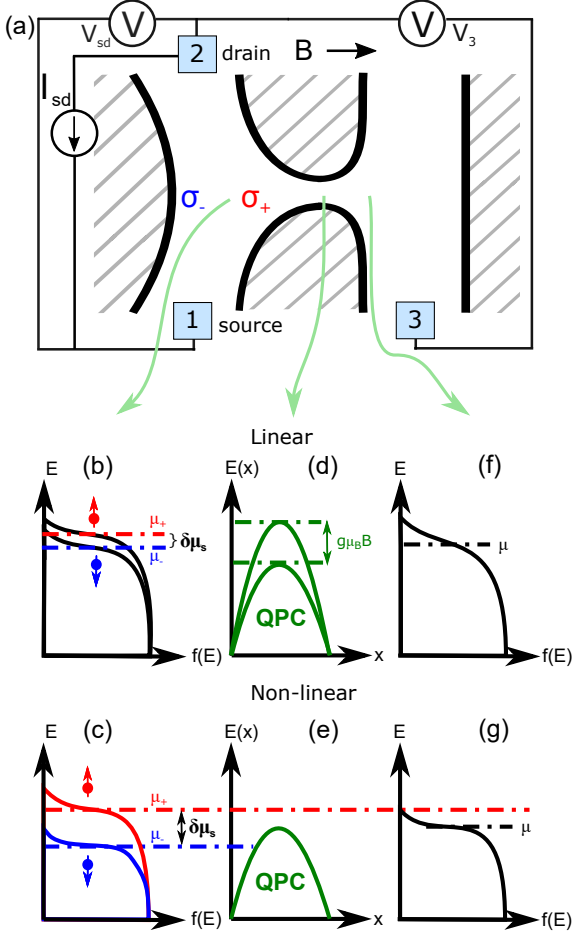 (a)
V_sd V 2 drain B V V_3
I_sd
σ_- σ_+
1 source 3
Linear
(b) (d) (f)
E E(x) E
μ_+ } δμ_s μ_- gμ_BB μ
QPC
f(E) x f(E)
Non-linear
(c) (e) (g)
E E(x) E
μ_+ δμ_s μ_- μ
QPC
f(E) x f(E)